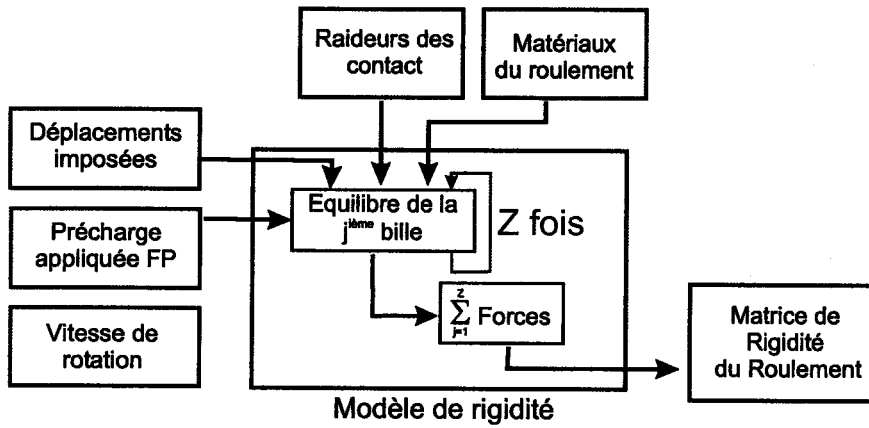 Raideurs des
contact
Matériaux
du roulement
Déplacements
imposées
Précharge
appliquée FP
Vitesse de
rotation
Equilibre de la
jième bille
Z fois
Z
∑ Forces
j=1
Matrice de
Rigidité
du Roulement
Modèle de rigidité